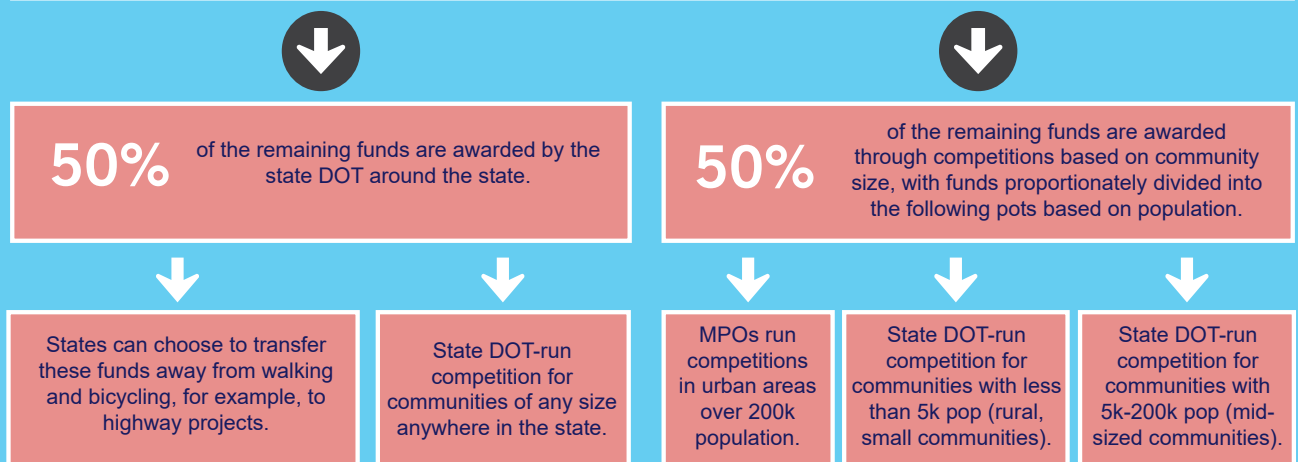 50%
of the remaining funds are awarded by the
state DOT around the state.
50%
of the remaining funds are awarded
through competitions based on community
size, with funds proportionately divided into
the following pots based on population.
States can choose to transfer
these funds away from walking
and bicycling, for example, to
highway projects.
State DOT-run
competition for
communities of any size
anywhere in the state.
MPOs run
competitions
in urban areas
over 200k
population.
State DOT-run
competition for
communities with less
than 5k pop (rural,
small communities).
State DOT-run
competition for
communities with
5k-200k pop (mid-
sized communities).